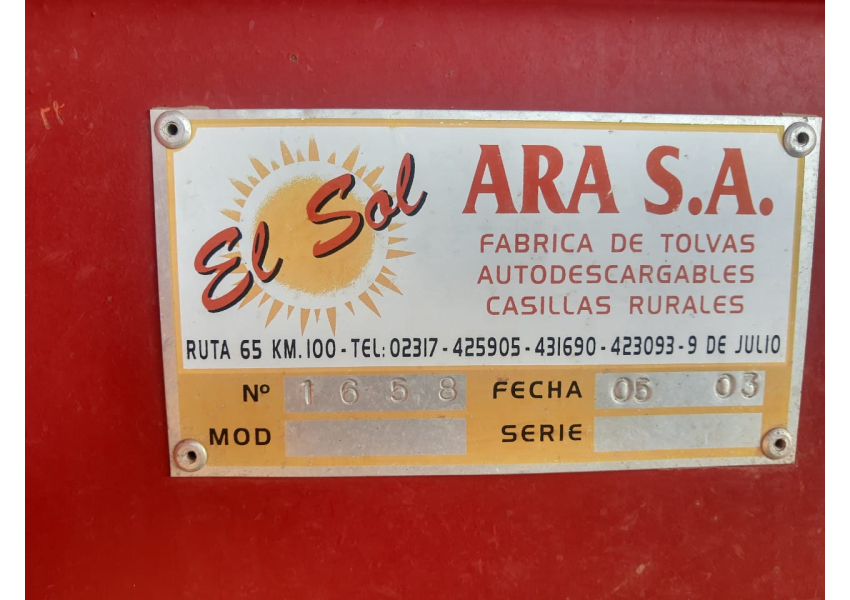 El Sol
ARA S.A.
FABRICA DE TOLVAS
AUTODESCARGABLES
CASILLAS RURALES
RUTA 65 KM.100 - TEL: 02317 - 425905 - 431690 - 423093 - 9 DE JULIO
Nº 1658 FECHA 05 03
MOD SERIE